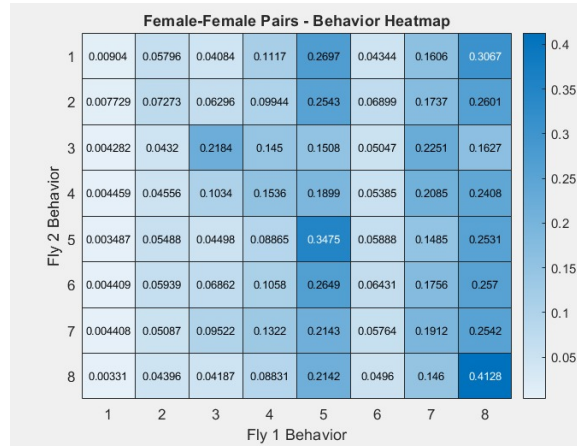 Female-Female Pairs - Behavior Heatmap
1 0.00904 0.05796 0.04084 0.1117 0.2697 0.04344 0.1606 0.3067
2 0.007729 0.07273 0.06296 0.09944 0.2543 0.06899 0.1737 0.2601
3 0.004282 0.0432 0.2184 0.145 0.1508 0.05047 0.2251 0.1627
4 0.004459 0.04556 0.1034 0.1536 0.1899 0.05385 0.2085 0.2408
5 0.003487 0.05488 0.04498 0.08865 0.3475 0.05888 0.1485 0.2531
6 0.004409 0.05939 0.06862 0.1058 0.2649 0.06431 0.1756 0.257
7 0.004408 0.05087 0.09522 0.1322 0.2143 0.05764 0.1912 0.2542
8 0.00331 0.04396 0.04187 0.08831 0.2142 0.0496 0.146 0.4128
1 2 3 4 5 6 7 8
Fly 1 Behavior
Fly 2 Behavior
0.4
0.35
0.3
0.25
0.2
0.15
0.1
0.05